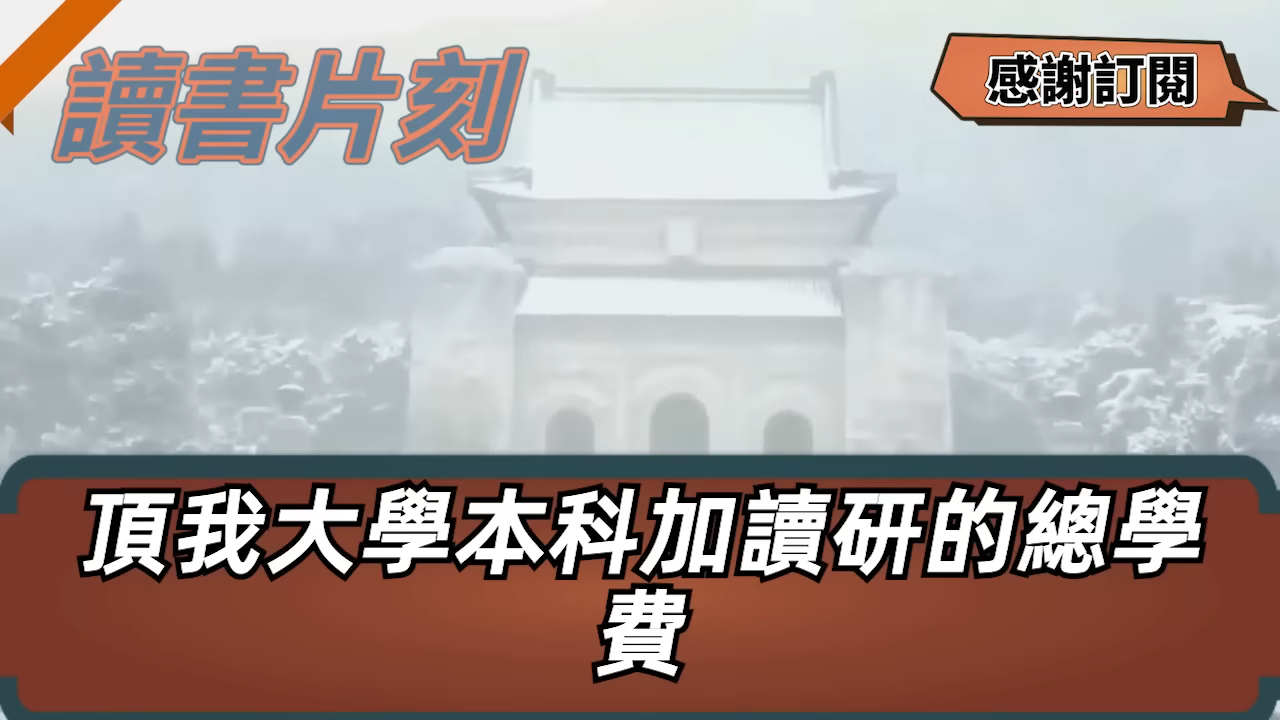 讀書片刻
感謝訂閱
頂我大學本科加讀研的總學
費